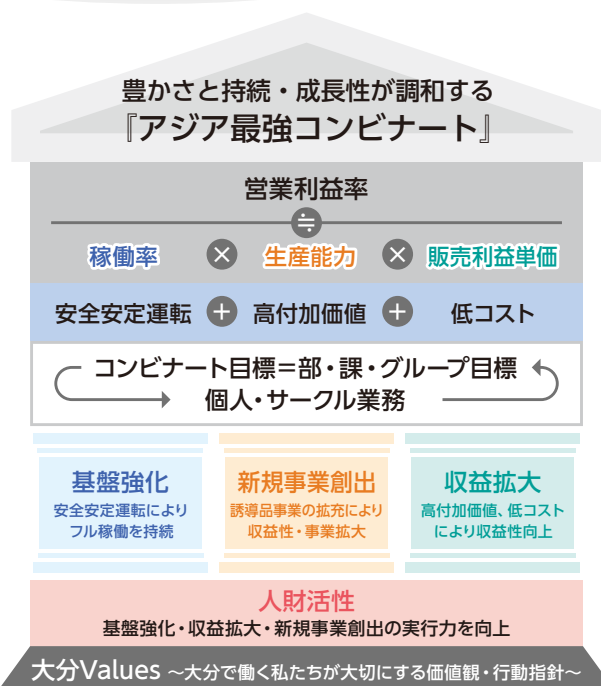 豊かさと持続・成長性が調和する
『アジア最強コンビナート』
営業利益率
≒
稼働率 × 生産能力 × 販売利益単価
安全安定運転 + 高付加価値 + 低コスト
コンビナート目標=部・課・グループ目標
個人・サークル業務
基盤強化
安全安定運転により
フル稼働を持続
新規事業創出
誘導品事業の拡充により
収益性・事業拡大
収益拡大
高付加価値、低コスト
により収益性向上
人財活性
基盤強化・収益拡大・新規事業創出の実行力を向上
大分Values ～大分で働く私たちが大切にする価値観・行動指針～